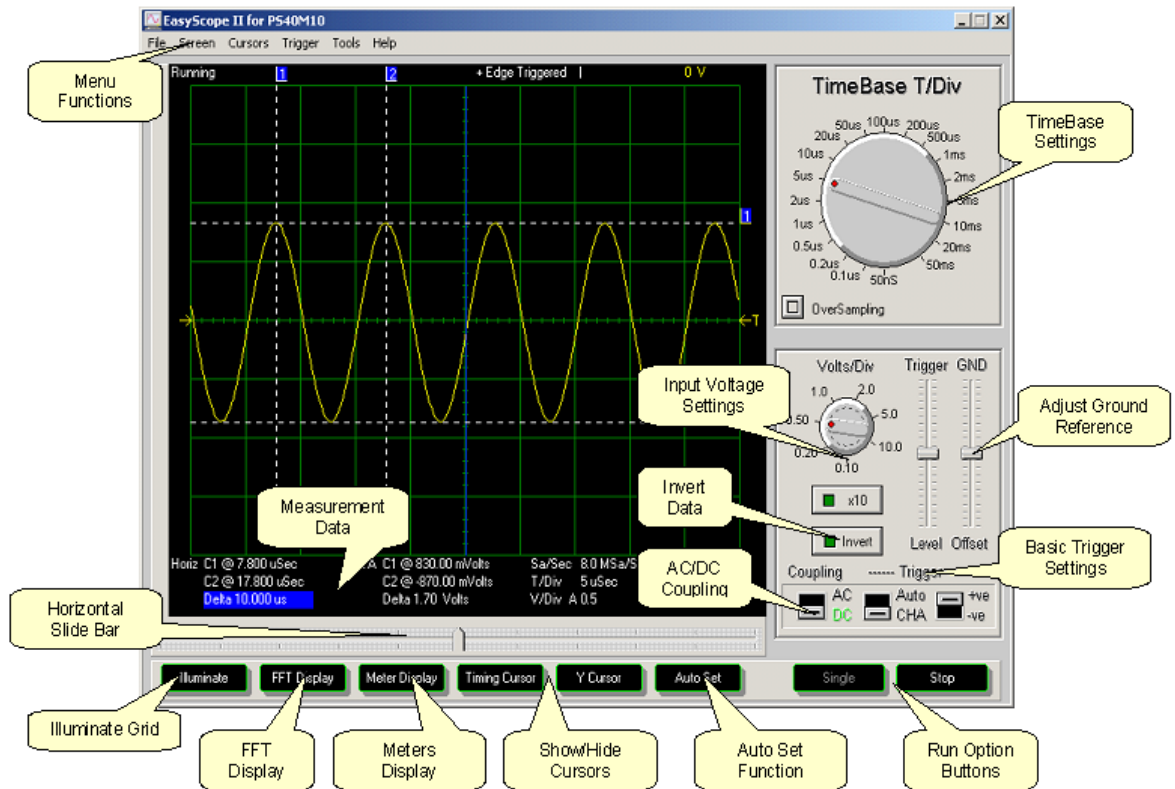 EasyScope II for PS40M10
File Screen Cursors Trigger Tools Help
Menu
Functions
Running 1 2 + Edge Triggered 0 V
1
T
TimeBase T/Div
50us 100us 200us
20us 500us
10us 1ms
5us 2ms
2us 5ms
1us 10ms
0.5us 20ms
0.2us 50ms
0.1us 50nS
OverSampling
TimeBase
Settings
Volts/Div Trigger GND
1.0 2.0
0.50 5.0
0.20 10.0
0.10
x10
Invert
Level Offset
Input Voltage
Settings
Adjust Ground
Reference
Invert
Data
Measurement
Data
AC/DC
Coupling
Basic Trigger
Settings
Coupling ------ Trigger
AC Auto +ve
DC CHA -ve
Horiz C1 @ 7.800 uSec A C1 @ 830.00 mVolts Sa/Sec 8.0 MSa/S
C2 @ 17.800 uSec C2 @ -870.00 mVolts T/Div 5 uSec
Delta 10.000 us Delta 1.70 Volts V/Div A 0.5
Horizontal
Slide Bar
Illuminate FFT Display Meter Display Timing Cursor Y Cursor Auto Set Single Stop
Illuminate Grid
FFT
Display
Meters
Display
Show/Hide
Cursors
Auto Set
Function
Run Option
Buttons